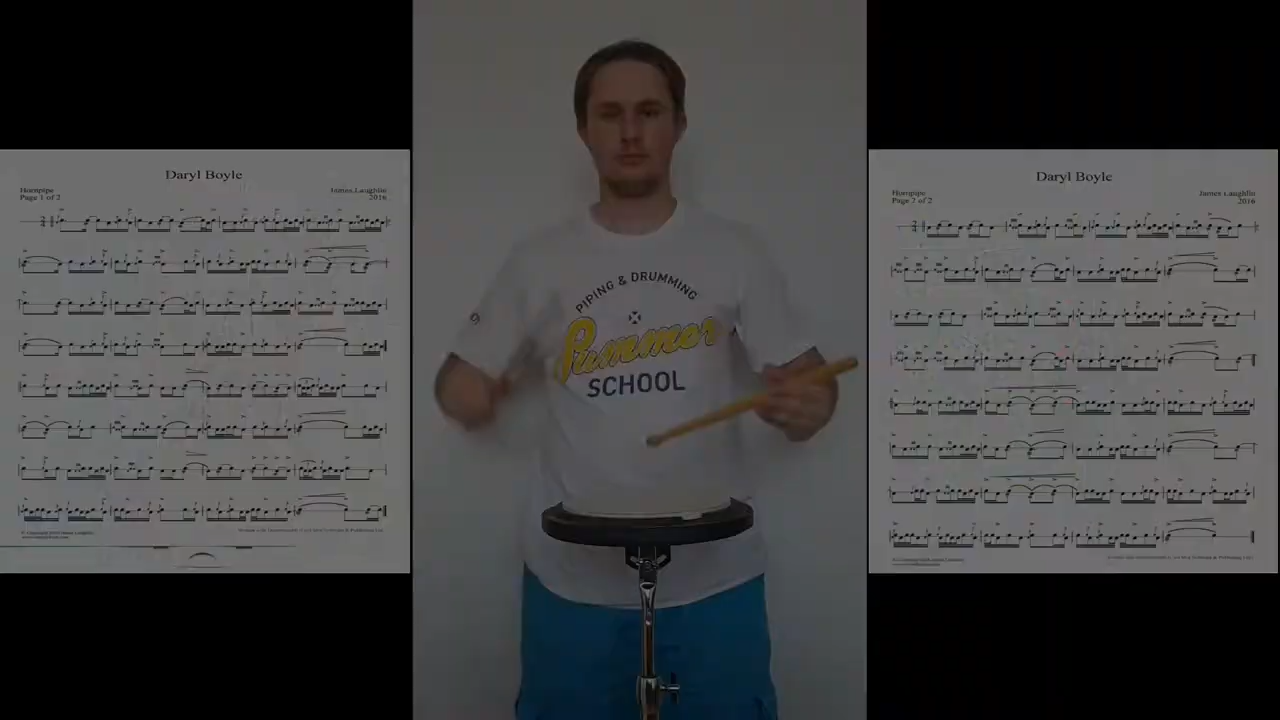 Daryl Boyle
Hornpipe
Page 1 of 2
James Laughlin
2016
PIPING & DRUMMING
Summer
SCHOOL
Daryl Boyle
Hornpipe
Page 2 of 2
James Laughlin
2016